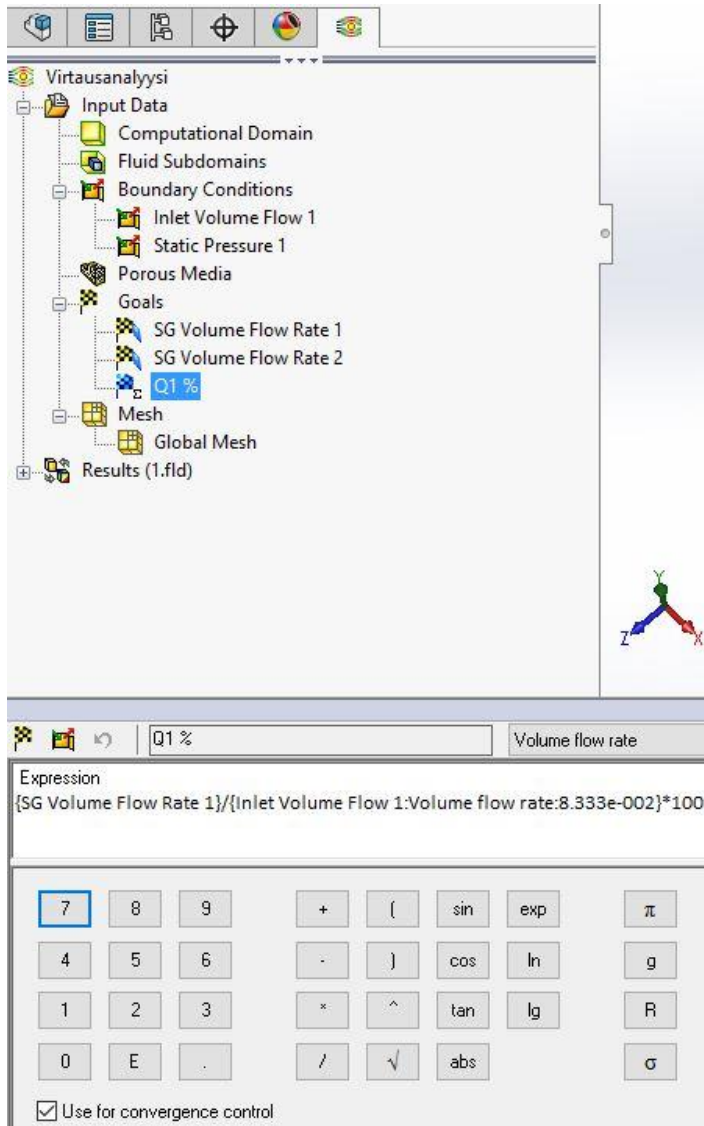 Virtausanalyysi
Input Data
Computational Domain
Fluid Subdomains
Boundary Conditions
Inlet Volume Flow 1
Static Pressure 1
Porous Media
Goals
SG Volume Flow Rate 1
SG Volume Flow Rate 2
Q1 %
Mesh
Global Mesh
Results (1.fld)
Y
Z X
Q1 % Volume flow rate
Expression
{SG Volume Flow Rate 1}/{Inlet Volume Flow 1:Volume flow rate:8.333e-002}*100
7 8 9 + ( sin exp π
4 5 6 - ) cos ln g
1 2 3 * ^ tan lg R
0 E . / √ abs σ
Use for convergence control